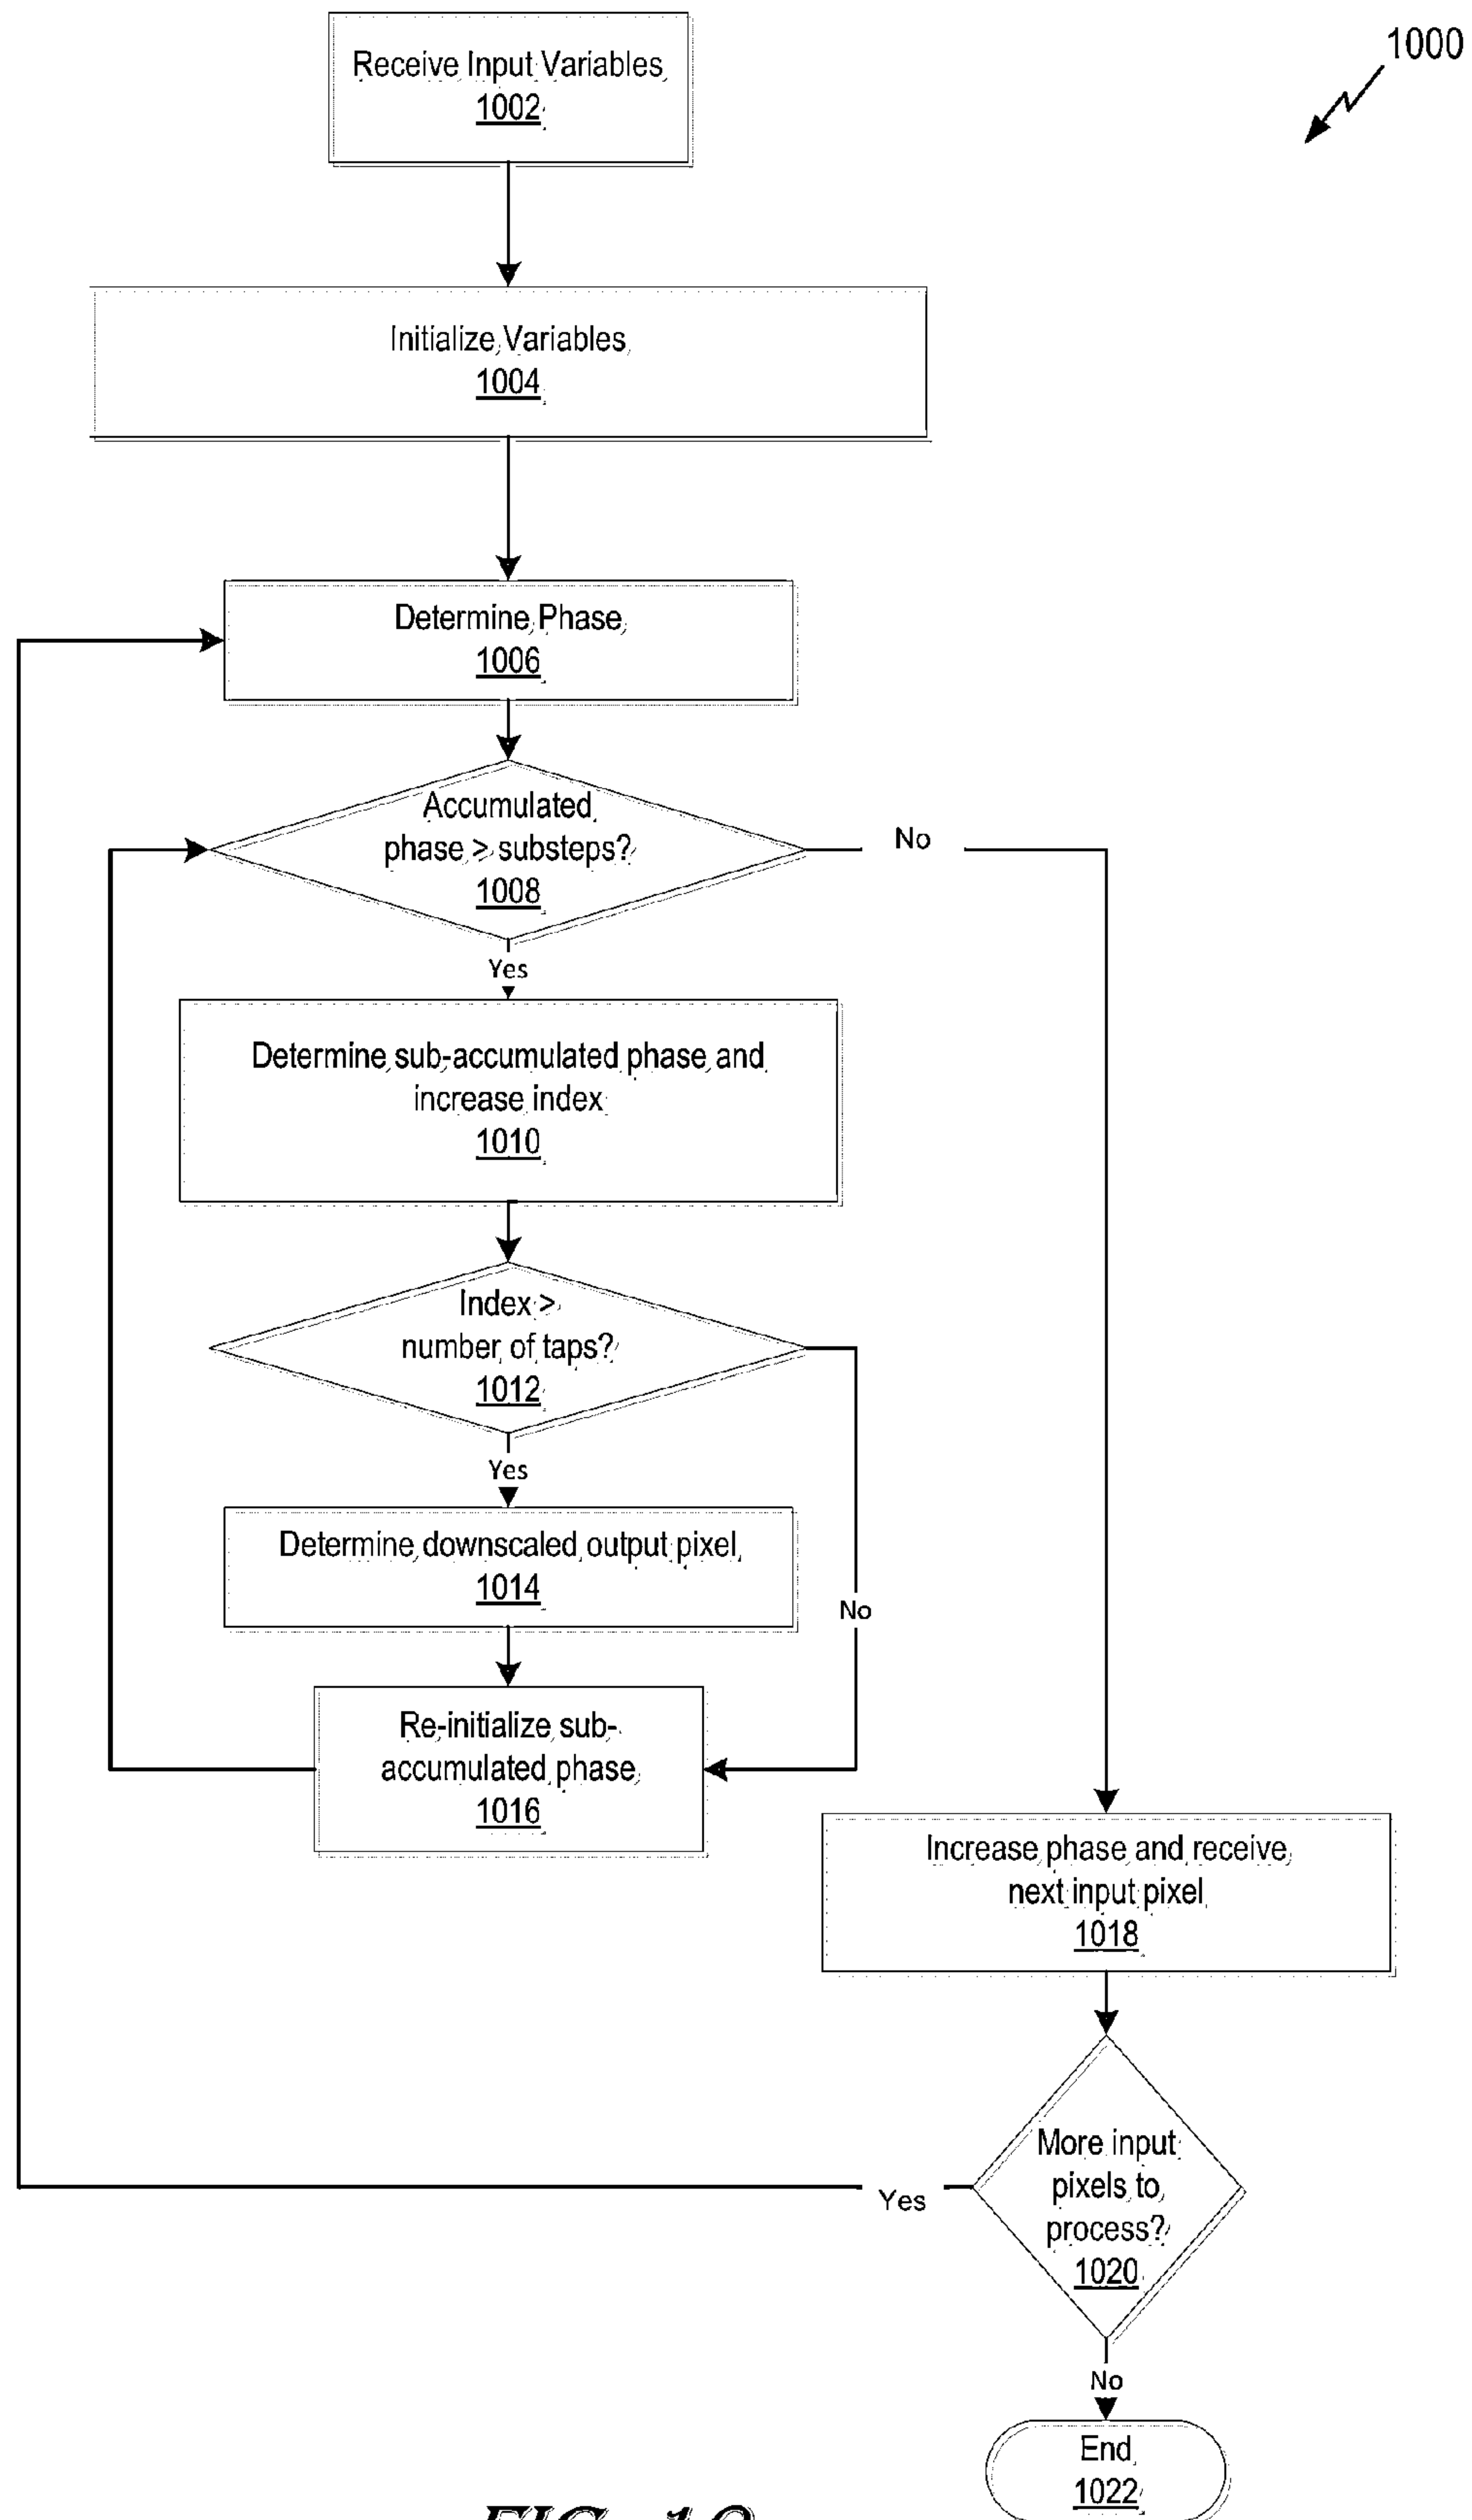 1000
Receive Input Variables
1002
Initialize Variables
1004
Determine Phase
1006
Accumulated
phase > substeps?
1008
No
Yes
Determine sub-accumulated phase and
increase index
1010
Index >
number of taps?
1012
Yes
No
Determine downscaled output pixel
1014
Re-initialize sub-
accumulated phase
1016
Increase phase and receive
next input pixel
1018
More input
pixels to
process?
1020
Yes
No
End
1022